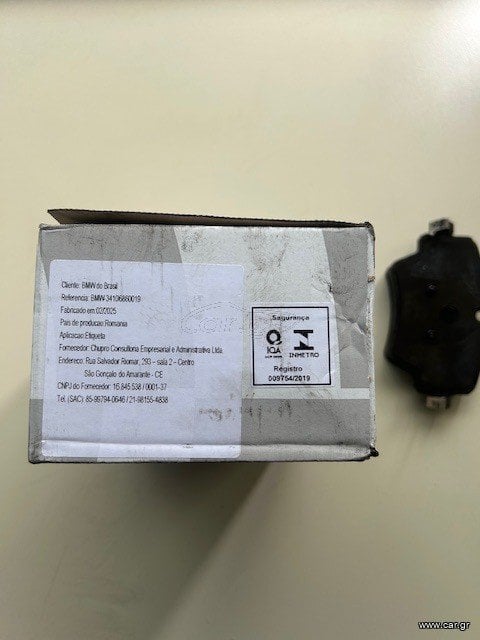 Cliente: BMW do Brasil
Referencia: BMW-34106860019
Fabricado em 02/2025
Pais de producao Romania
Aplicacao Etiqueta
Fornecedor: Chupro Consultoria Empresarial e Administrativa Ltda.
Endereco: Rua Salvador Riomar, 293 - sala 2 - Centro
São Gonçalo do Amarante - CE
CNPJ do Fornecedor: 16.845.538 / 0001-37
Tel. (SAC): 85-99794-0646 / 21-98155-4838
Segurança
IQA
INMETRO
Registro
009754/2019
www.car.gr